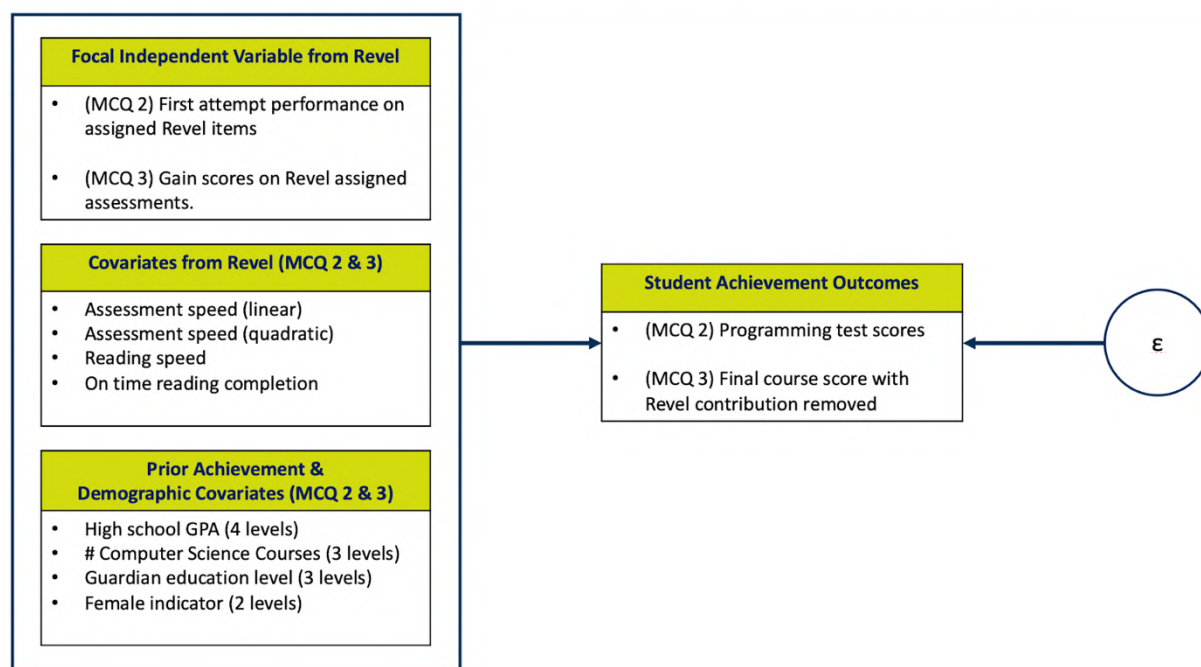 Focal Independent Variable from Revel
• (MCQ 2) First attempt performance on
assigned Revel items
• (MCQ 3) Gain scores on Revel assigned
assessments.
Covariates from Revel (MCQ 2 & 3)
• Assessment speed (linear)
• Assessment speed (quadratic)
• Reading speed
• On time reading completion
Prior Achievement &
Demographic Covariates (MCQ 2 & 3)
• High school GPA (4 levels)
• # Computer Science Courses (3 levels)
• Guardian education level (3 levels)
• Female indicator (2 levels)
Student Achievement Outcomes
• (MCQ 2) Programming test scores
• (MCQ 3) Final course score with
Revel contribution removed
ε